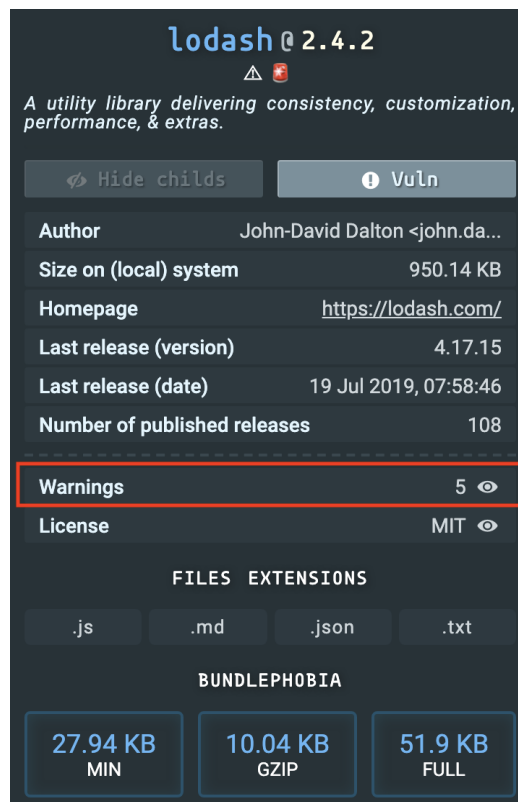 lodash @ 2.4.2
A utility library delivering consistency, customization,
performance, & extras.
Hide childs
Vuln
Author John-David Dalton <john.da...
Size on (local) system 950.14 KB
Homepage https://lodash.com/
Last release (version) 4.17.15
Last release (date) 19 Jul 2019, 07:58:46
Number of published releases 108
Warnings 5
License MIT
FILES EXTENSIONS
.js .md .json .txt
BUNDLEPHOBIA
27.94 KB 10.04 KB 51.9 KB
MIN GZIP FULL